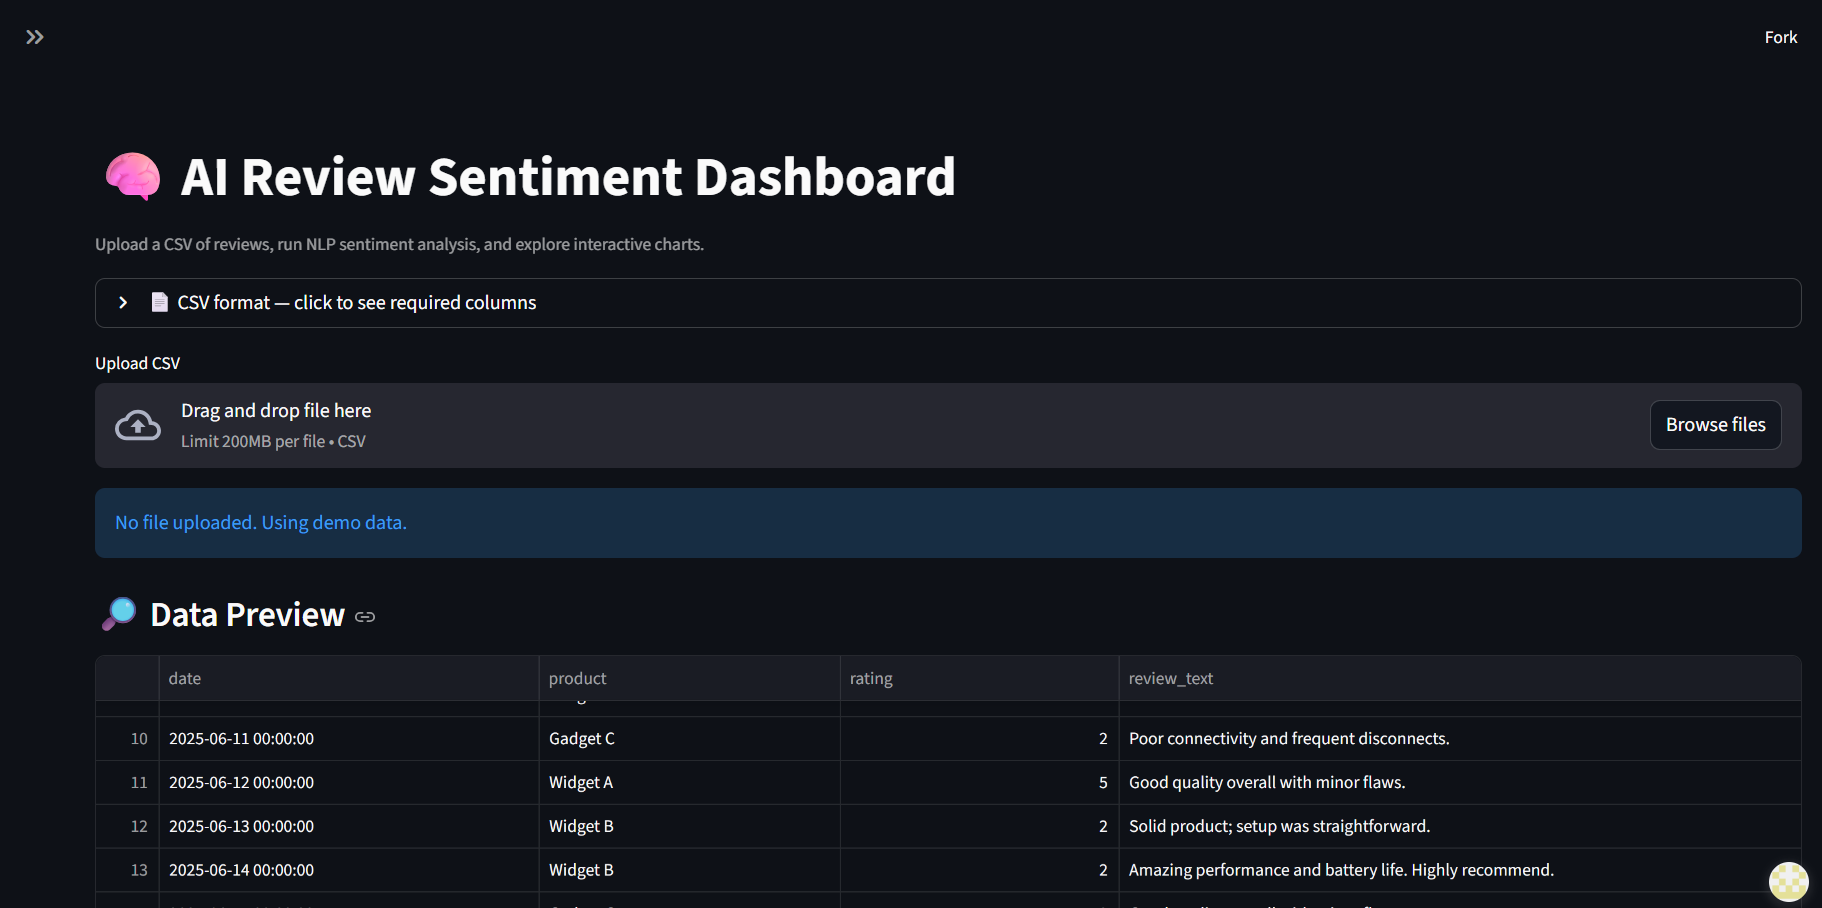 Fork
AI Review Sentiment Dashboard
Upload a CSV of reviews, run NLP sentiment analysis, and explore interactive charts.
CSV format — click to see required columns
Upload CSV
Drag and drop file here
Limit 200MB per file • CSV
Browse files
No file uploaded. Using demo data.
Data Preview
date product rating review_text
10 2025-06-11 00:00:00 Gadget C 2 Poor connectivity and frequent disconnects.
11 2025-06-12 00:00:00 Widget A 5 Good quality overall with minor flaws.
12 2025-06-13 00:00:00 Widget B 2 Solid product; setup was straightforward.
13 2025-06-14 00:00:00 Widget B 2 Amazing performance and battery life. Highly recommend.